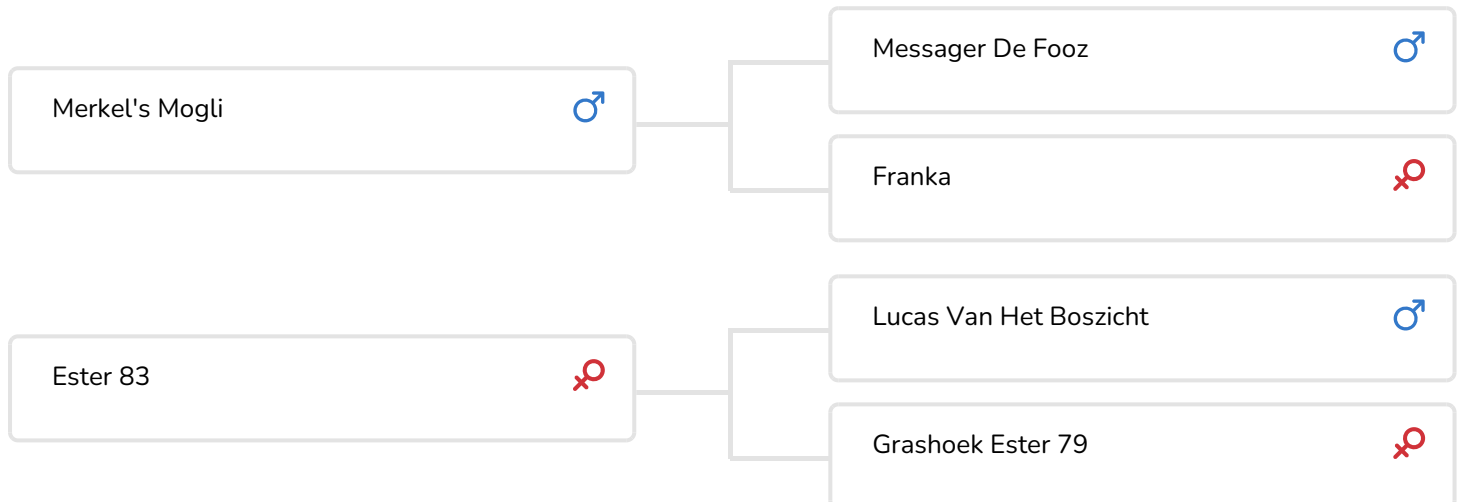 Messager De Fooz
Merkel's Mogli
Franka
Lucas Van Het Boszicht
Ester 83
Grashoek Ester 79